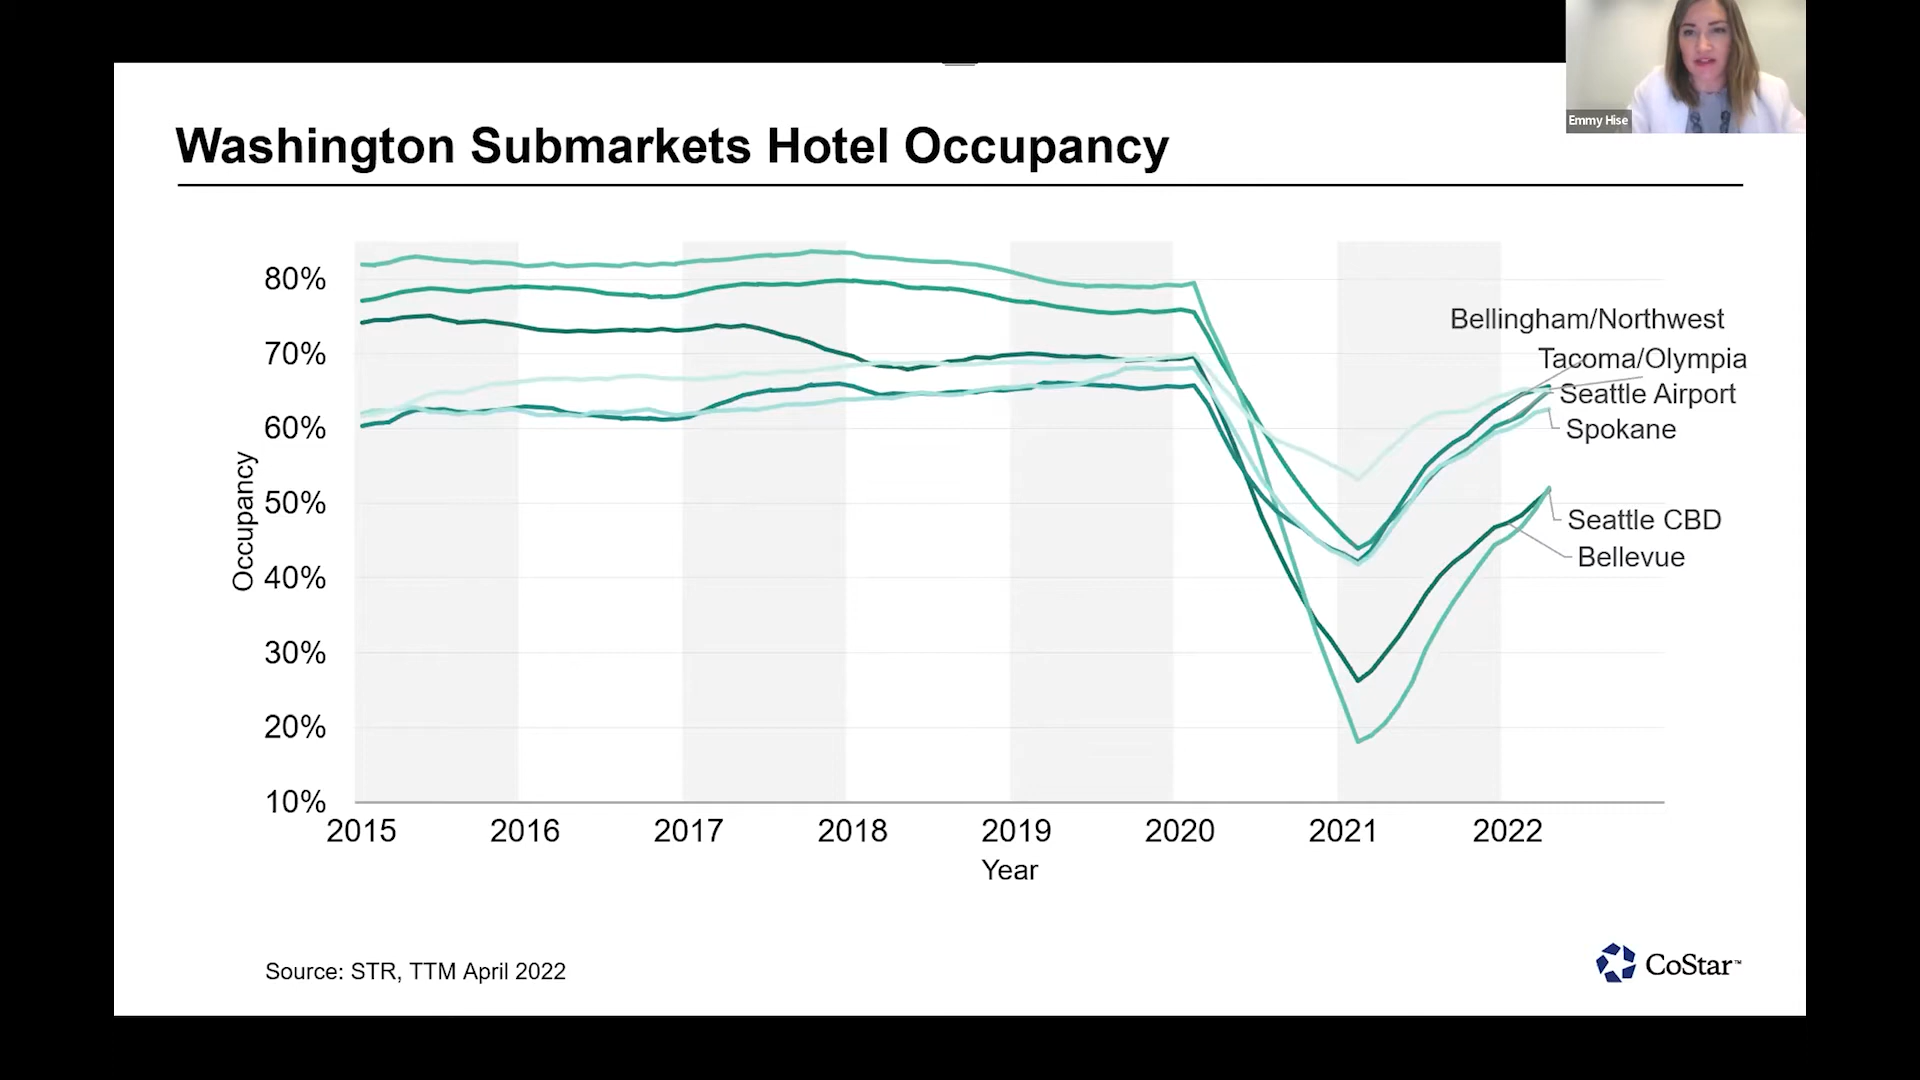 Emmy Hise
Washington Submarkets Hotel Occupancy
80%
70%
60%
50%
40%
30%
20%
10%
Occupancy
Bellingham/Northwest
Tacoma/Olympia
Seattle Airport
Spokane
Seattle CBD
Bellevue
2015 2016 2017 2018 2019 2020 2021 2022
Year
Source: STR, TTM April 2022
CoStar™